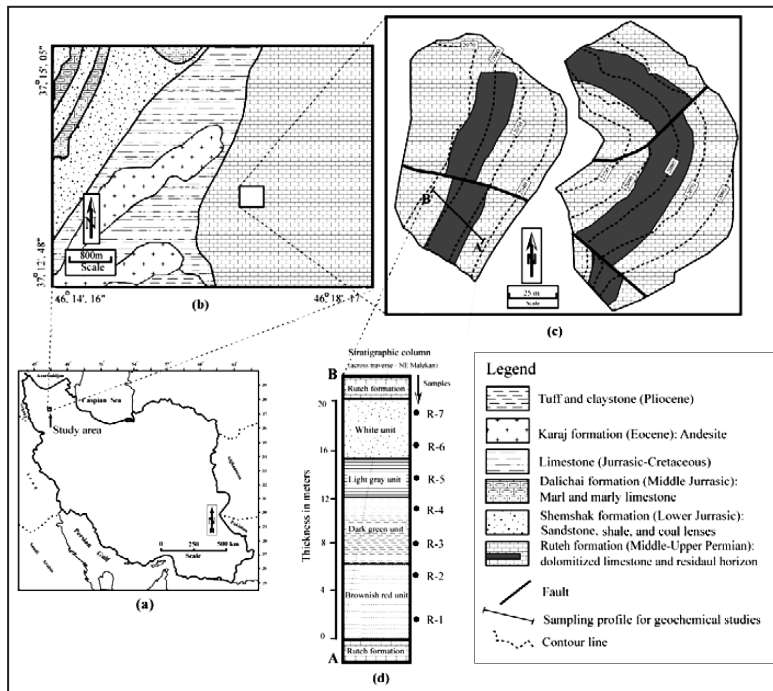 37° 15'. 05"
37° 12'. 48"
N
800m
Scale
46° 14'. 16"
46° 18'. 17
(b)
2070
B
A
N
25 m
Scale
(c)
Caspian Sea
Study area
Persian Gulf
N
0 250 500 km
Scale
(a)
Stratigraphic column
(across traverse - NE Malekan)
B
Samples
Rutch formation
20
R-7
White unit
16
R-6
Light gray unit
R-5
12
R-4
Dark green unit
8
R-3
R-2
4
Brownish red unit
R-1
0
A
Rutch formation
Thickness in meters
(d)
Legend
Tuff and claystone (Pliocene)
Karaj formation (Eocene): Andesite
Limestone (Jurrasic-Cretaceous)
Dalichai formation (Middle Jurrasic):
Marl and marly limestone
Shemshak formation (Lower Jurrasic):
Sandstone, shale, and coal lenses
Ruteh formation (Middle-Upper Permian):
dolomitized limestone and residaul horizon
Fault
Sampling profile for geochemical studies
Contour line